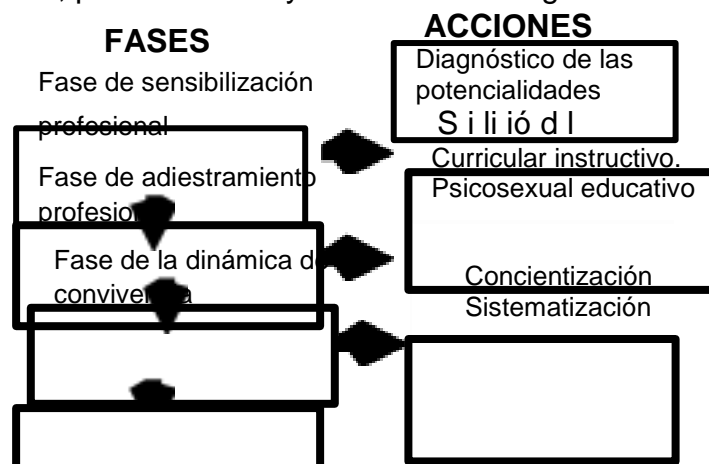 FASES
Fase de sensibilización
profesional
Fase de adiestramiento
Fase de la dinámica
ACCIONES
Diagnóstico de las
potencialidades
Curricular instructivo.
Psicosexual educativo
Concientización
Sistematización